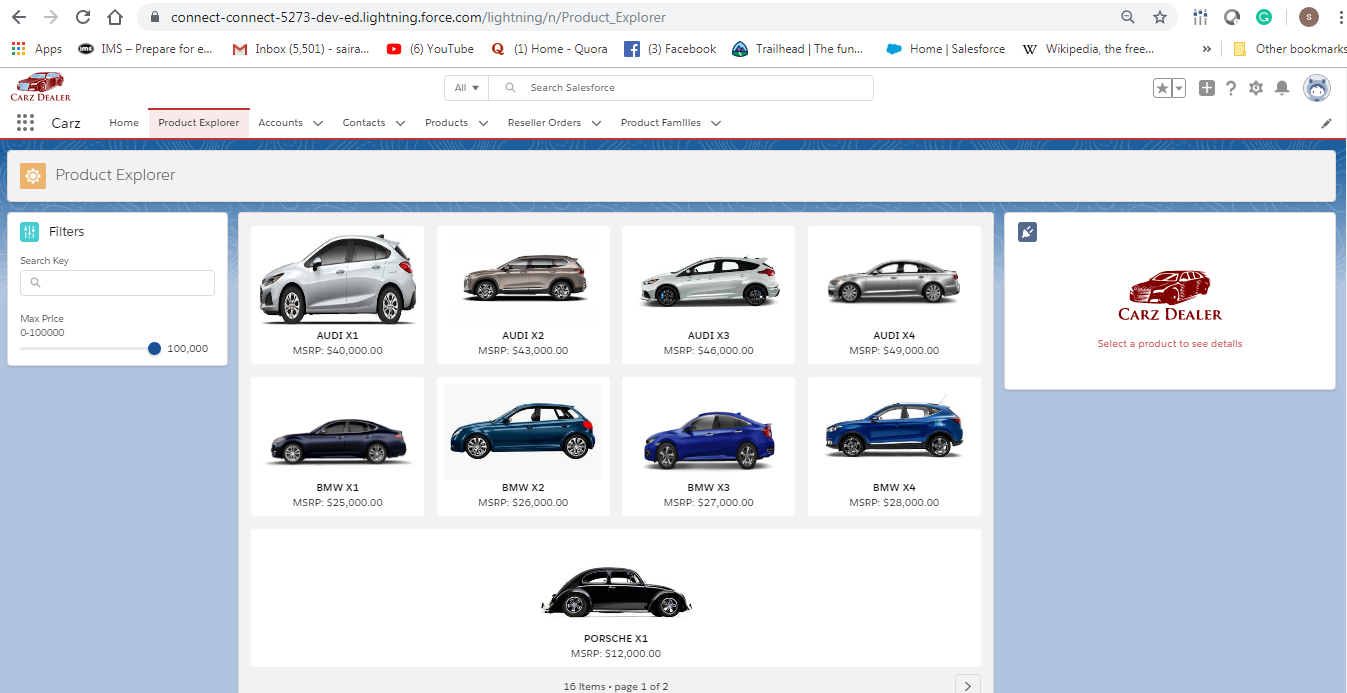 connect-connect-5273-dev-ed.lightning.force.com/lightning/n/Product_Explorer
S
Apps
ims
IMS – Prepare for e...
Inbox (5,501) - saira...
(6) YouTube
Q
(1) Home - Quora
(3) Facebook
Trailhead | The fun...
Home | Salesforce
W
Wikipedia, the free...
»
Other bookmarks
CARZ DEALER
All
Search Salesforce
Carz
Home
Product Explorer
Accounts
Contacts
Products
Reseller Orders
Product Families
Product Explorer
Filters
Search Key
Max Price
0-100000
100,000
AUDI X1
MSRP: $40,000.00
AUDI X2
MSRP: $43,000.00
AUDI X3
MSRP: $46,000.00
AUDI X4
MSRP: $49,000.00
BMW X1
MSRP: $25,000.00
BMW X2
MSRP: $26,000.00
BMW X3
MSRP: $27,000.00
BMW X4
MSRP: $28,000.00
PORSCHE X1
MSRP: $12,000.00
16 items • page 1 of 2
CARZ DEALER
Select a product to see details